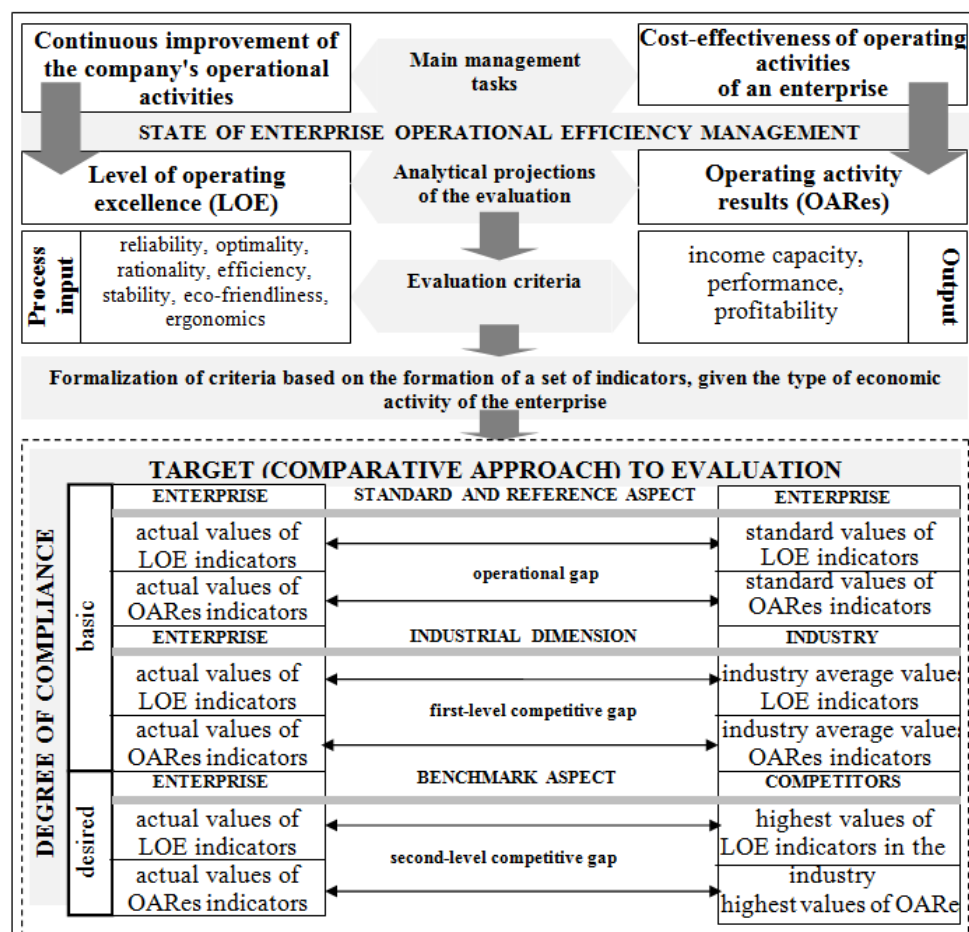 Continuous improvement of
the company's operational
activities
Main management
tasks
Cost-effectiveness of operating
activities
of an enterprise
STATE OF ENTERPRISE OPERATIONAL EFFICIENCY MANAGEMENT
Level of operating
excellence (LOE)
Analytical projections
of the evaluation
Operating activity
results (OARes)
Process
input
reliability, optimality,
rationality, efficiency,
stability, eco-friendliness,
ergonomics
Evaluation criteria
income capacity,
performance,
profitability
Output
Formalization of criteria based on the formation of a set of indicators, given the type of economic
activity of the enterprise
TARGET (COMPARATIVE APPROACH) TO EVALUATION
DEGREE OF COMPLIANCE
basic
ENTERPRISE
STANDARD AND REFERENCE ASPECT
ENTERPRISE
actual values of
LOE indicators
standard values of
LOE indicators
operational gap
actual values of
OARes indicators
standard values of
OARes indicators
ENTERPRISE
INDUSTRIAL DIMENSION
INDUSTRY
actual values of
LOE indicators
industry average value
LOE indicators
first-level competitive gap
actual values of
OARes indicators
industry average value
OARes indicators
desired
ENTERPRISE
BENCHMARK ASPECT
COMPETITORS
actual values of
LOE indicators
highest values of
LOE indicators in the
second-level competitive gap
actual values of
OARes indicators
industry
highest values of OARe